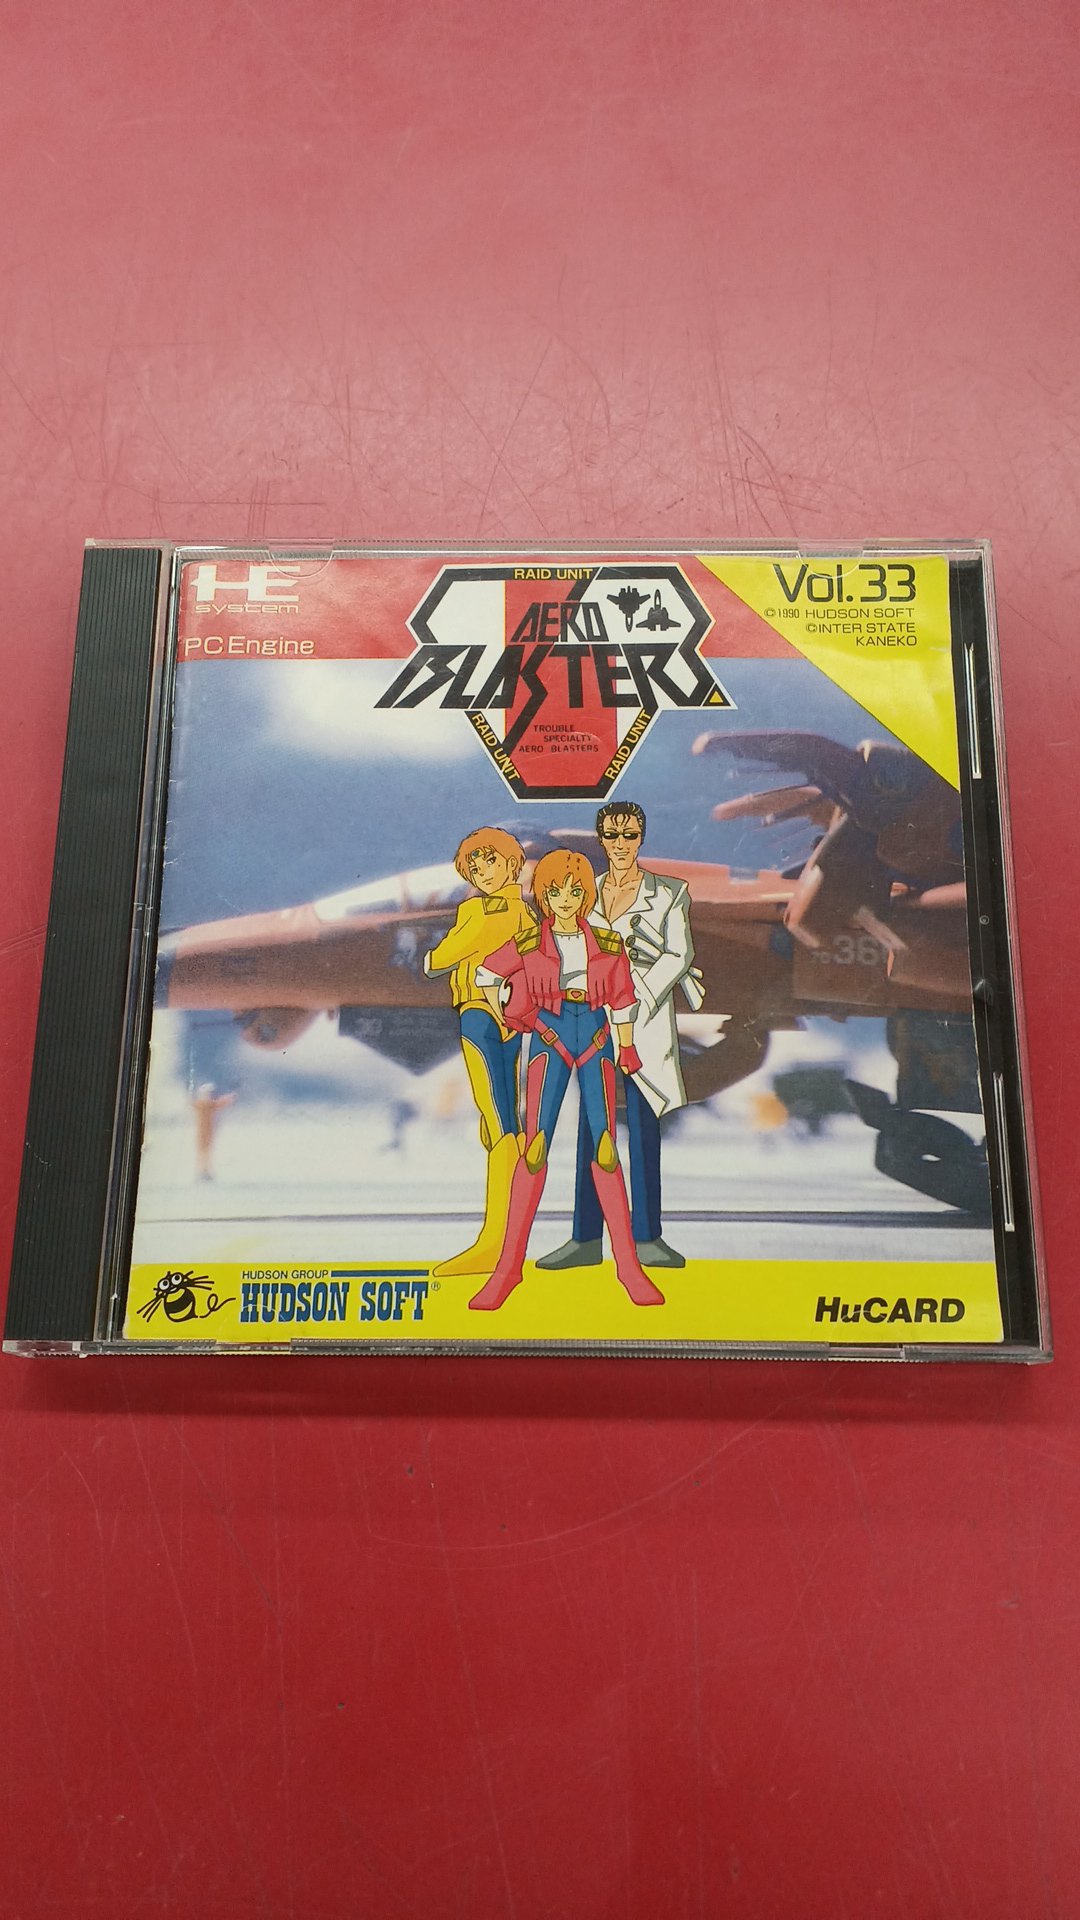 HE
system
PC Engine
RAID UNIT
AERO
BLASTERS
TROUBLE
SPECIALTY
AERO BLASTERS
RAID UNIT
RAID UNIT
Vol.33
©1990 HUDSON SOFT
©INTER STATE
KANEKO
36
HUDSON GROUP
HUDSON SOFT®
HuCARD